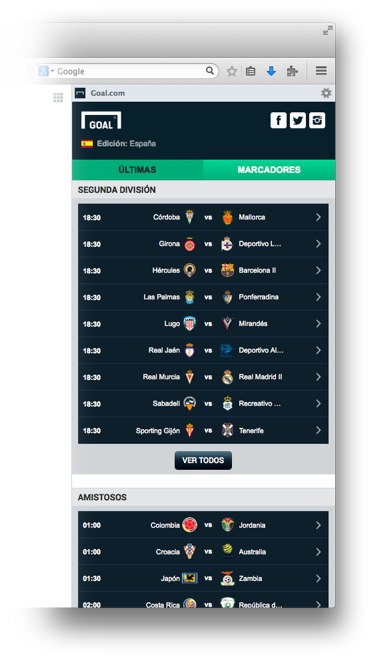 Google
Goal.com
GOAL
Edición: España
ÚLTIMAS MARCADORES
SEGUNDA DIVISIÓN
18:30 Córdoba vs Mallorca
18:30 Girona vs Deportivo L...
18:30 Hércules vs Barcelona II
18:30 Las Palmas vs Ponferradina
18:30 Lugo vs Mirandés
18:30 Real Jaén vs Deportivo Al...
18:30 Real Murcia vs Real Madrid II
18:30 Sabadell vs Recreativo ...
18:30 Sporting Gijón vs Tenerife
VER TODOS
AMISTOSOS
01:00 Colombia vs Jordania
01:00 Croacia vs Australia
01:30 Japón vs Zambia
02:00 Costa Rica vs República d...